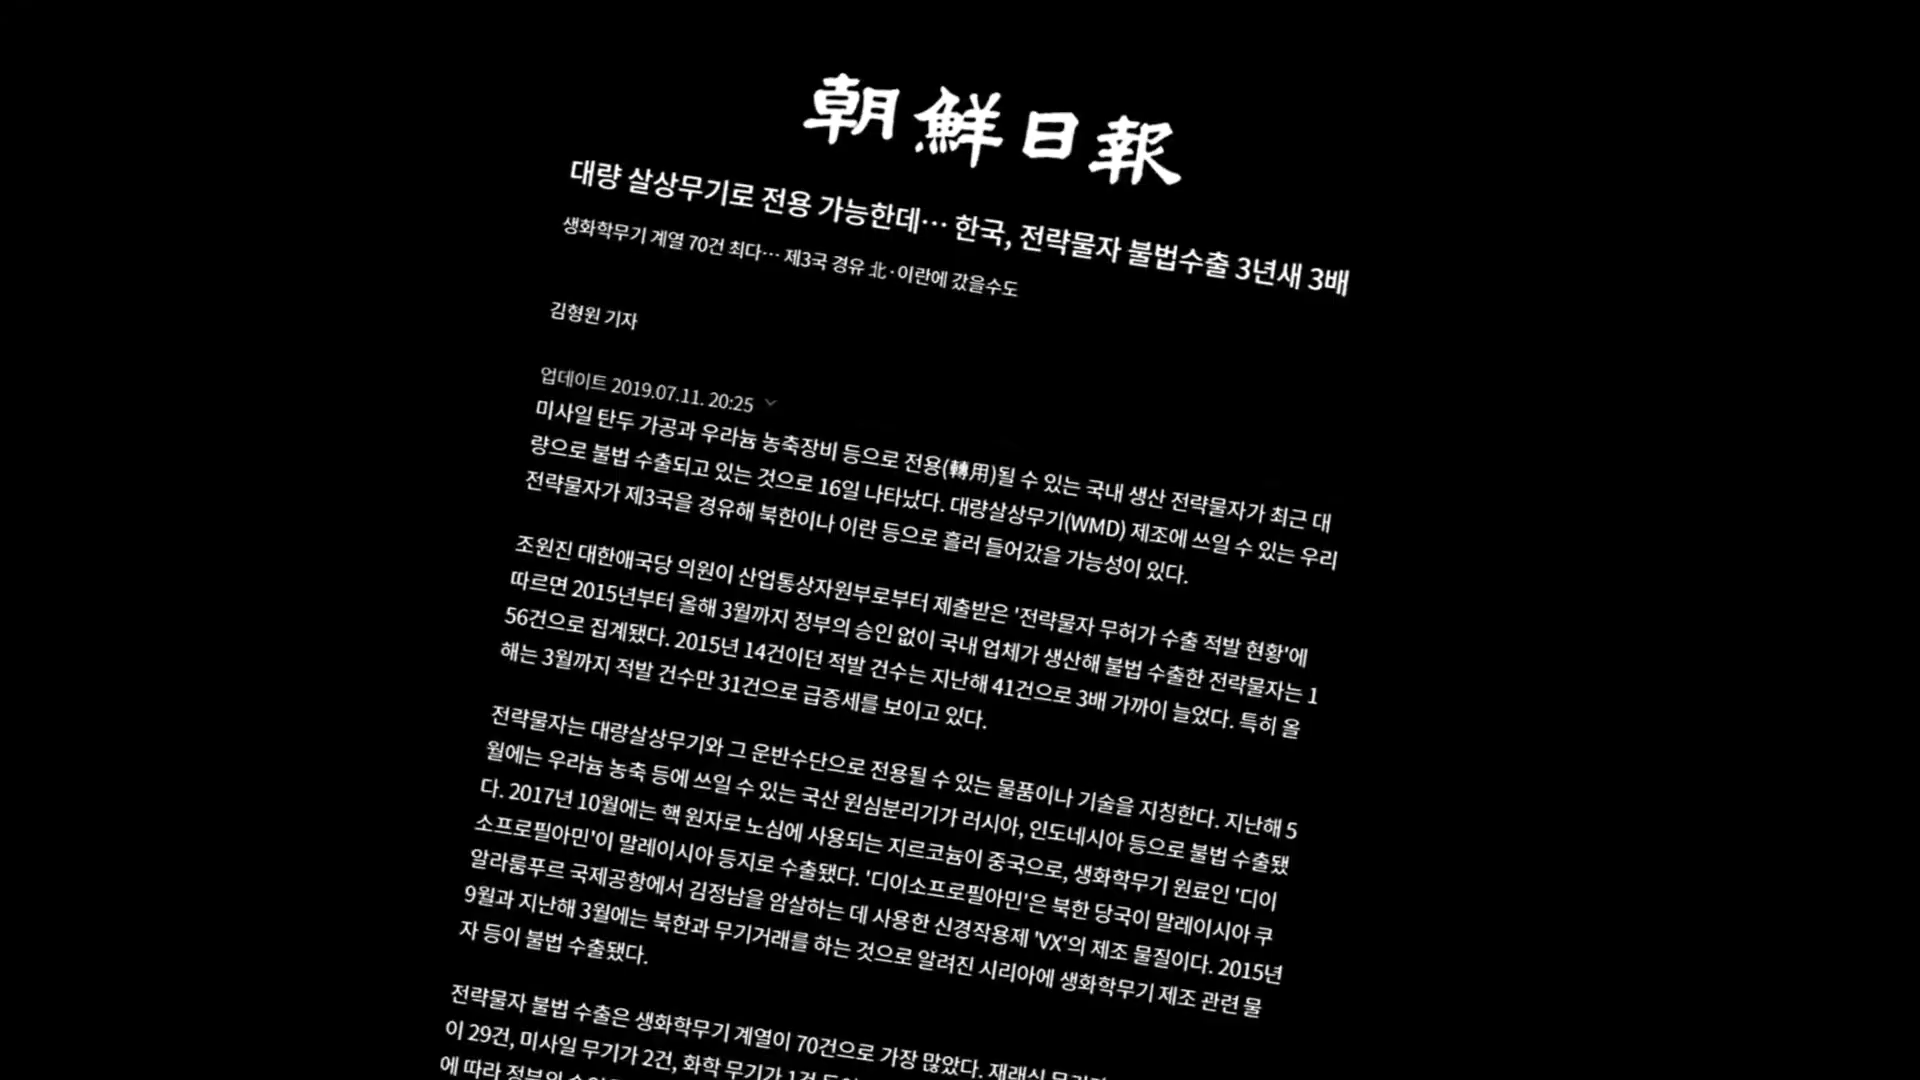 朝鮮日報
대량 살상무기로 전용 가능한데… 한국, 전략물자 불법수출 3년새 3배
생화학무기 계열 70건 최다… 제3국 경유 北·이란에 갔을수도
김형원 기자
업데이트 2019.07.11. 20:25
미사일 탄두 가공과 우라늄 농축장비 등으로 전용(轉用)될 수 있는 국내 생산 전략물자가 최근 대
량으로 불법 수출되고 있는 것으로 16일 나타났다. 대량살상무기(WMD) 제조에 쓰일 수 있는 우리
전략물자가 제3국을 경유해 북한이나 이란 등으로 흘러 들어갔을 가능성이 있다.
조원진 대한애국당 의원이 산업통상자원부로부터 제출받은 '전략물자 무허가 수출 적발 현황'에
따르면 2015년부터 올해 3월까지 정부의 승인 없이 국내 업체가 생산해 불법 수출한 전략물자는 1
56건으로 집계됐다. 2015년 14건이던 적발 건수는 지난해 41건으로 3배 가까이 늘었다. 특히 올
해는 3월까지 적발 건수만 31건으로 급증세를 보이고 있다.
전략물자는 대량살상무기와 그 운반수단으로 전용될 수 있는 물품이나 기술을 지칭한다. 지난해 5
월에는 우라늄 농축 등에 쓰일 수 있는 국산 원심분리기가 러시아, 인도네시아 등으로 불법 수출됐
다. 2017년 10월에는 핵 원자로 노심에 사용되는 지르코늄이 중국으로, 생화학무기 원료인 '디이
소프로필아민'이 말레이시아 등지로 수출됐다. '디이소프로필아민'은 북한 당국이 말레이시아 쿠
알라룸푸르 국제공항에서 김정남을 암살하는 데 사용한 신경작용제 'VX'의 제조 물질이다. 2015년
9월과 지난해 3월에는 북한과 무기거래를 하는 것으로 알려진 시리아에 생화학무기 제조 관련 물
자 등이 불법 수출됐다.
전략물자 불법 수출은 생화학무기 계열이 70건으로 가장 많았다. 재래식
이 29건, 미사일 무기가 2건, 화학 무기가 1건
에 따라 정부의